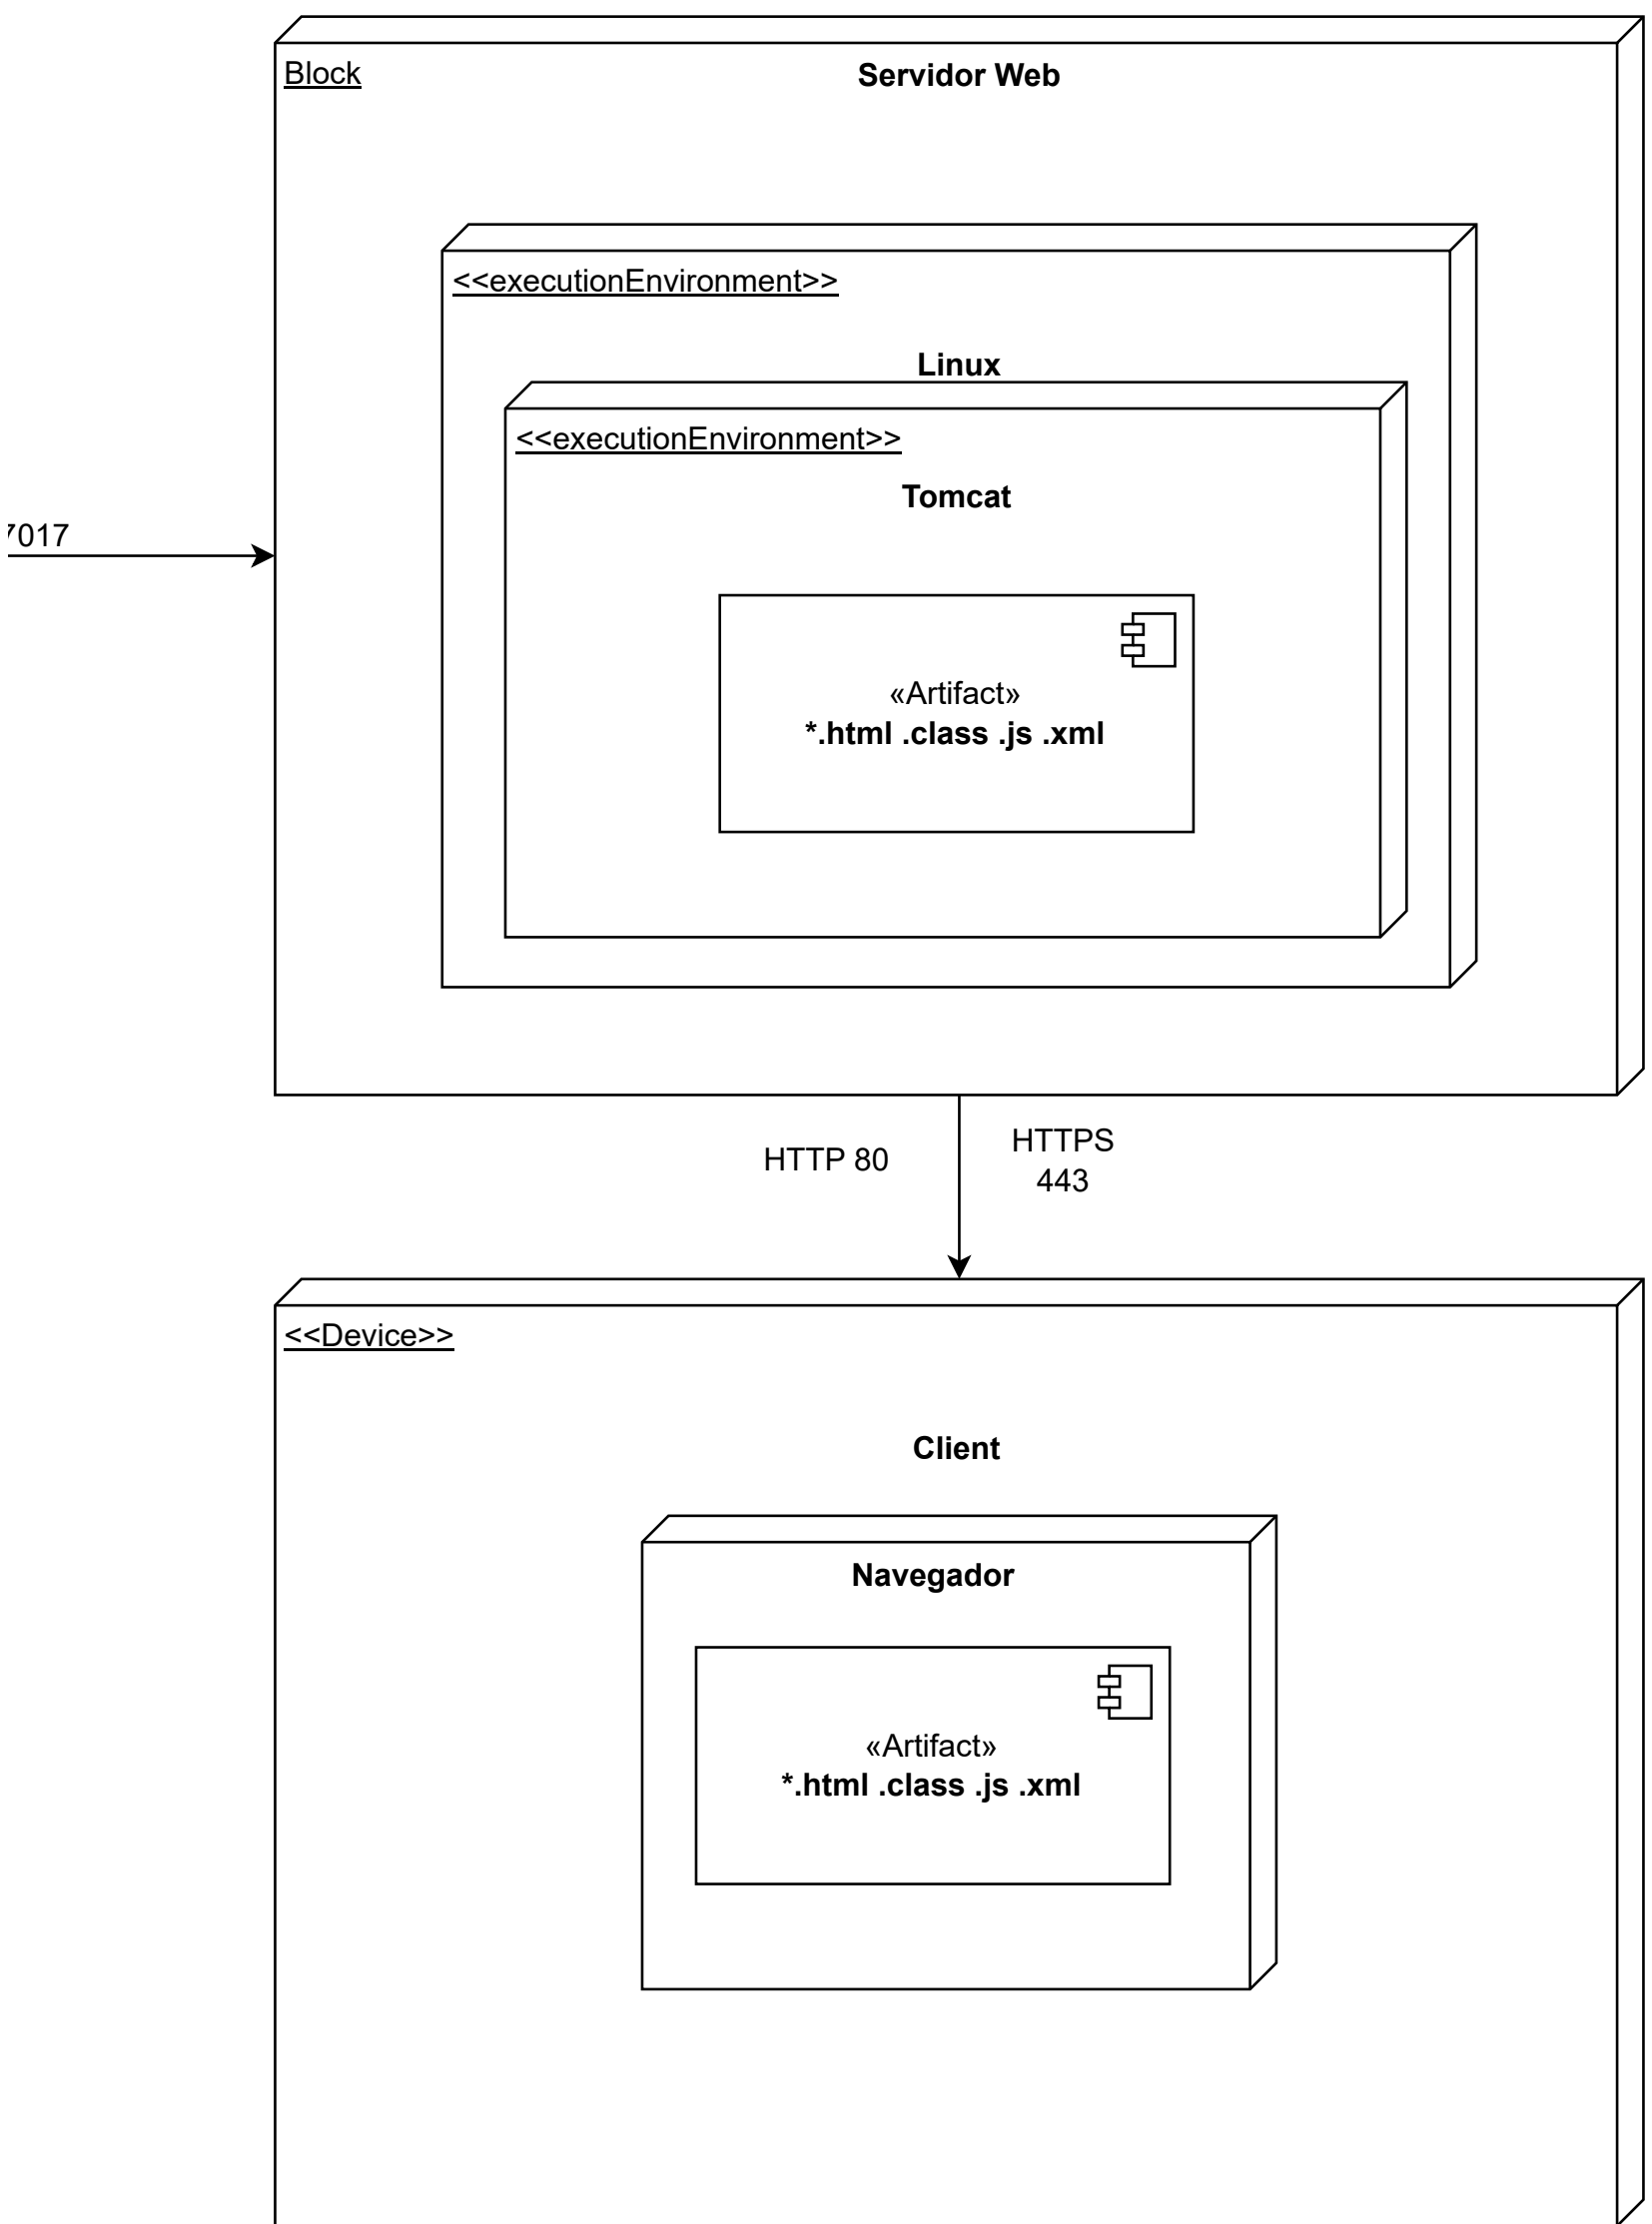 Block
Servidor Web
<<executionEnvironment>>
Linux
<<executionEnvironment>>
Tomcat
7017
«Artifact»
*.html .class .js .xml
HTTP 80
HTTPS
443
<<Device>>
Client
Navegador
«Artifact»
*.html .class .js .xml